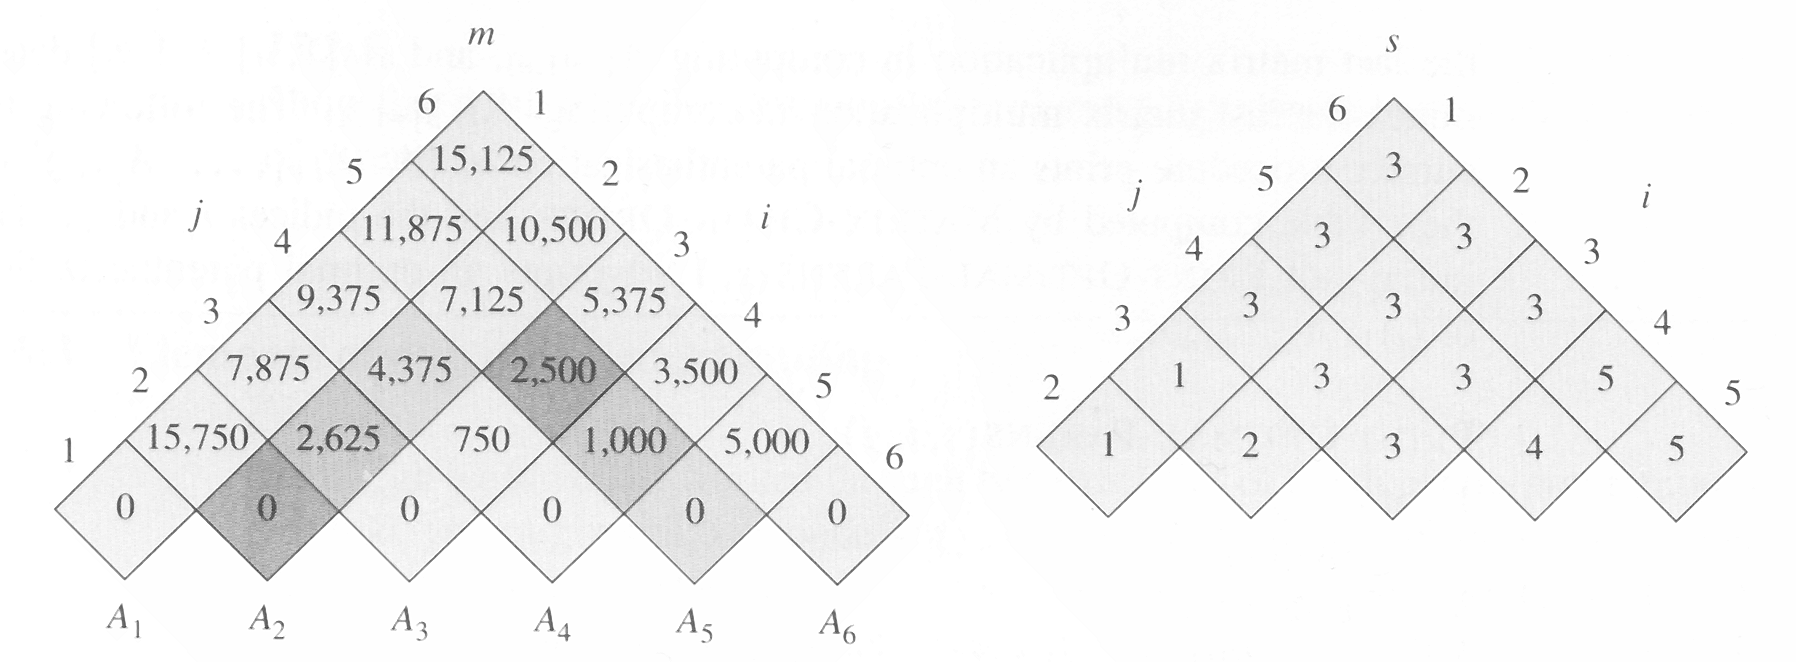 m s
6 1 6 1
15,125 3
5 2 5 2
j i j i
11,875 10,500 3 3
4 3 4 3
9,375 7,125 5,375 3 3 3
3 4 3 4
7,875 4,375 2,500 3,500 1 3 3 5
2 5 2 5
15,750 2,625 750 1,000 5,000 1 2 3 4 5
1 6
0 0 0 0 0 0
A1 A2 A3 A4 A5 A6